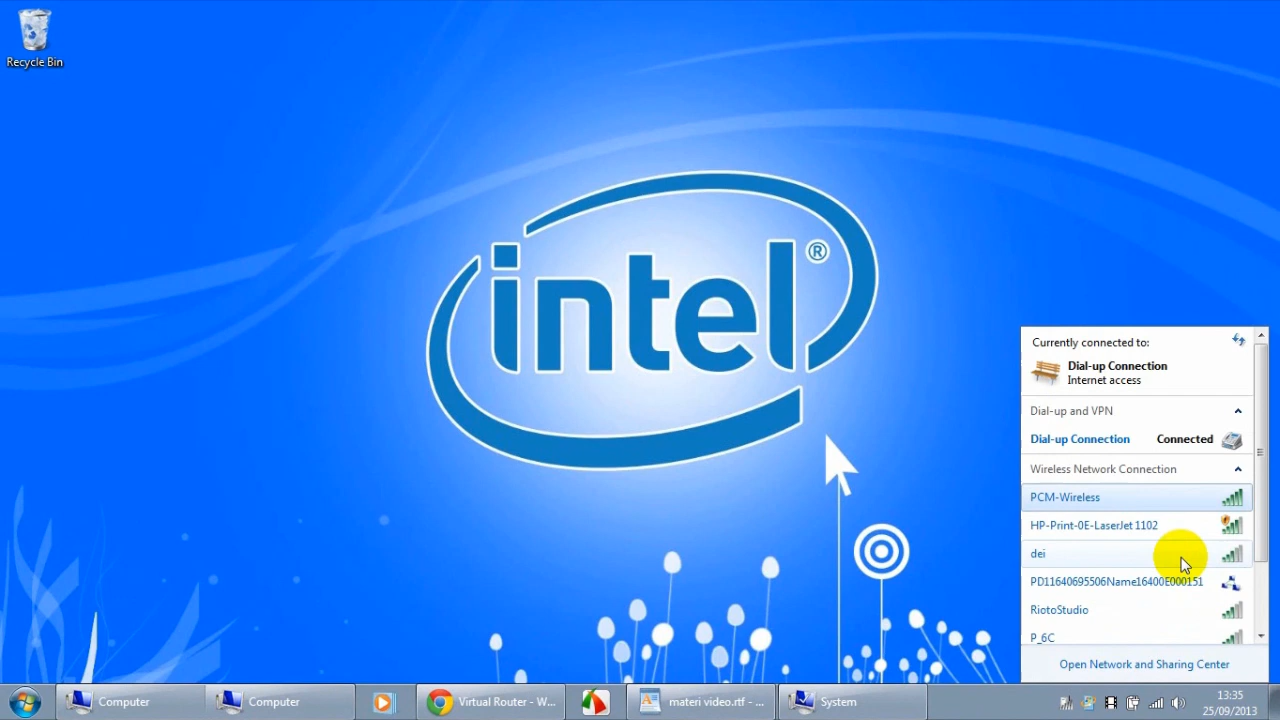 Recycle Bin
intel®
Currently connected to:
Dial-up Connection
Internet access
Dial-up and VPN
Dial-up Connection Connected
Wireless Network Connection
PCM-Wireless
HP-Print-0E-LaserJet 1102
dei
PD11640695506Name16400E000151
RiotoStudio
P_6C
Open Network and Sharing Center
Computer
Computer
Virtual Router - W...
materi video.rtf - ...
System
13:35
25/09/2013